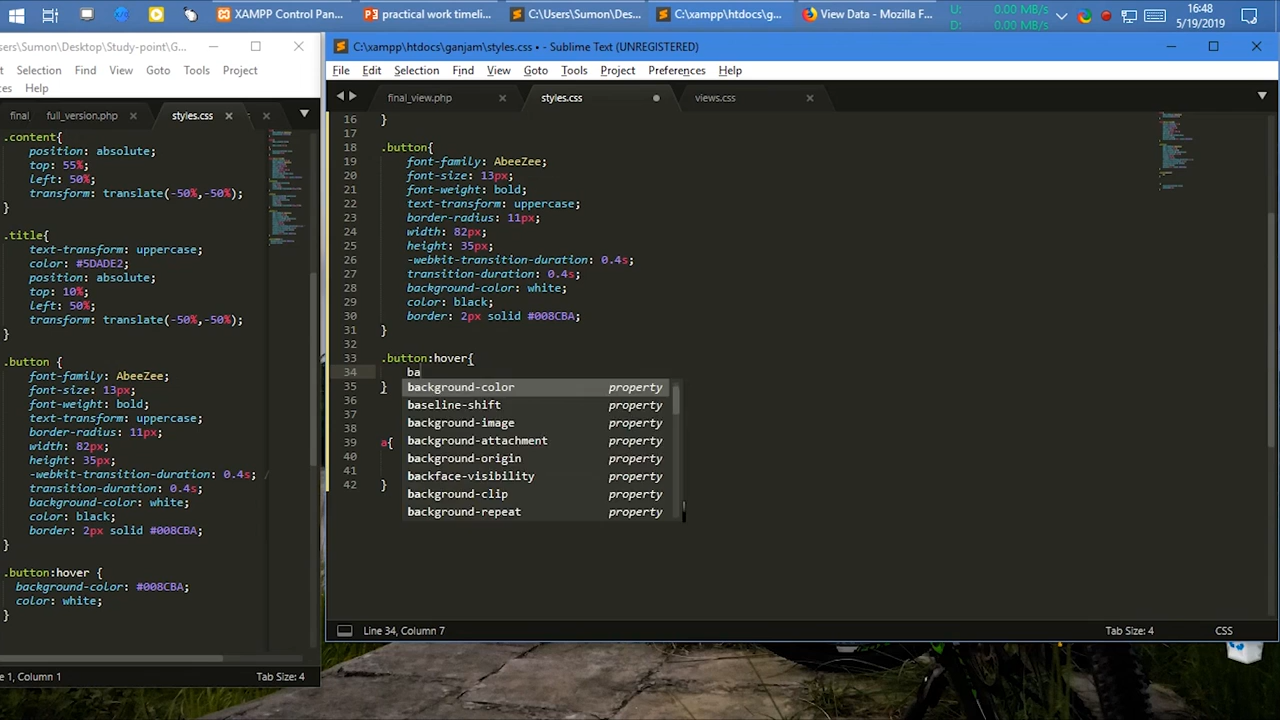 XAMPP Control Pan...
practical work timeli...
C:\Users\Sumon\Des...
C:\xampp\htdocs\g...
View Data - Mozilla F...
U: 0.00 MB/s
D: 0.00 MB/s
16:48
5/19/2019
sers\Sumon\Desktop\Study-point\G...
Selection Find View Goto Tools Project
ces Help
final full_version.php styles.css
.content{
position: absolute;
top: 55%;
left: 50%;
transform: translate(-50%,-50%);
}
.title{
text-transform: uppercase;
color: #5DADE2;
position: absolute;
top: 10%;
left: 50%;
transform: translate(-50%,-50%);
}
.button {
font-family: AbeeZee;
font-size: 13px;
font-weight: bold;
text-transform: uppercase;
border-radius: 11px;
width: 82px;
height: 35px;
-webkit-transition-duration: 0.4s; /
transition-duration: 0.4s;
background-color: white;
color: black;
border: 2px solid #008CBA;
}
.button:hover {
background-color: #008CBA;
color: white;
}
e 1, Column 1 Tab Size: 4
C:\xampp\htdocs\ganjam\styles.css • - Sublime Text (UNREGISTERED)
File Edit Selection Find View Goto Tools Project Preferences Help
final_view.php styles.css views.css
16 }
17
18 .button{
19 font-family: AbeeZee;
20 font-size: 13px;
21 font-weight: bold;
22 text-transform: uppercase;
23 border-radius: 11px;
24 width: 82px;
25 height: 35px;
26 -webkit-transition-duration: 0.4s;
27 transition-duration: 0.4s;
28 background-color: white;
29 color: black;
30 border: 2px solid #008CBA;
31 }
32
33 .button:hover{
34 ba
35 }
36
37
38
39 a{
40
41
42 }
background-color property
baseline-shift property
background-image property
background-attachment property
background-origin property
backface-visibility property
background-clip property
background-repeat property
Line 34, Column 7 Tab Size: 4 CSS